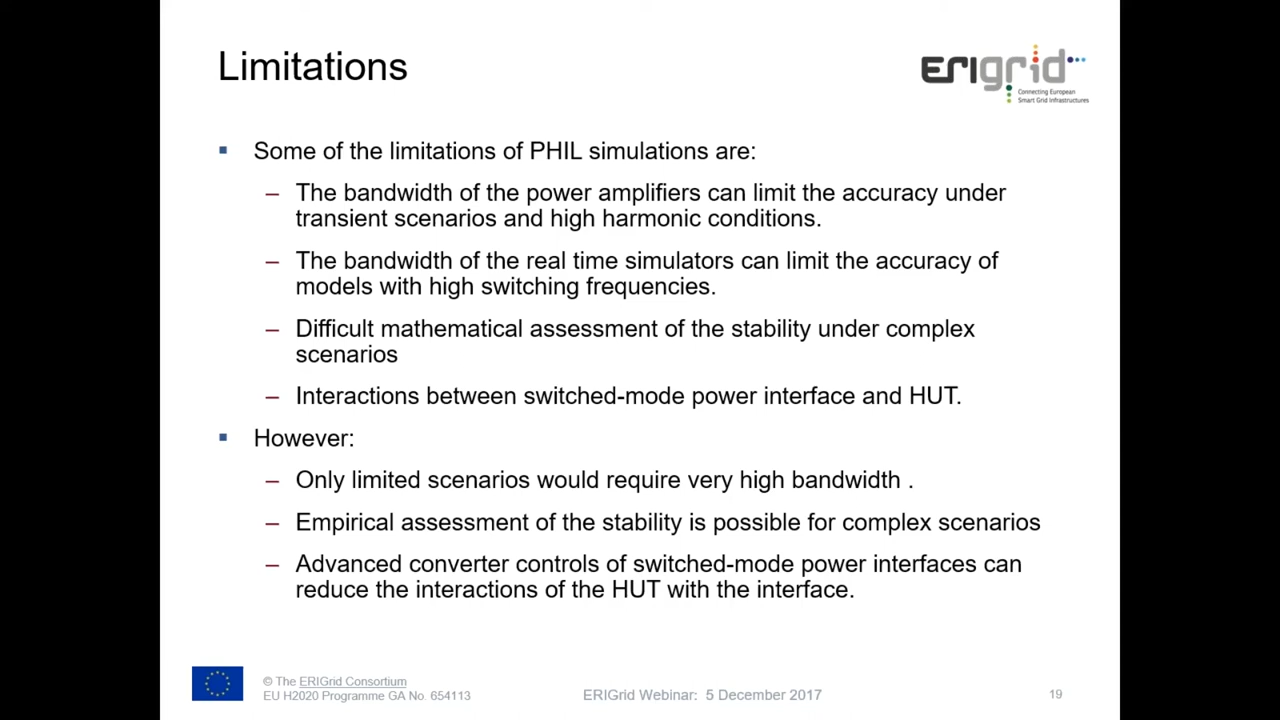 Limitations
ERIgrid
Connecting European
Smart Grid Infrastructures
▪ Some of the limitations of PHIL simulations are:
– The bandwidth of the power amplifiers can limit the accuracy under
transient scenarios and high harmonic conditions.
– The bandwidth of the real time simulators can limit the accuracy of
models with high switching frequencies.
– Difficult mathematical assessment of the stability under complex
scenarios
– Interactions between switched-mode power interface and HUT.
▪ However:
– Only limited scenarios would require very high bandwidth .
– Empirical assessment of the stability is possible for complex scenarios
– Advanced converter controls of switched-mode power interfaces can
reduce the interactions of the HUT with the interface.
© The ERIGrid Consortium
EU H2020 Programme GA No. 654113
ERIGrid Webinar: 5 December 2017
19